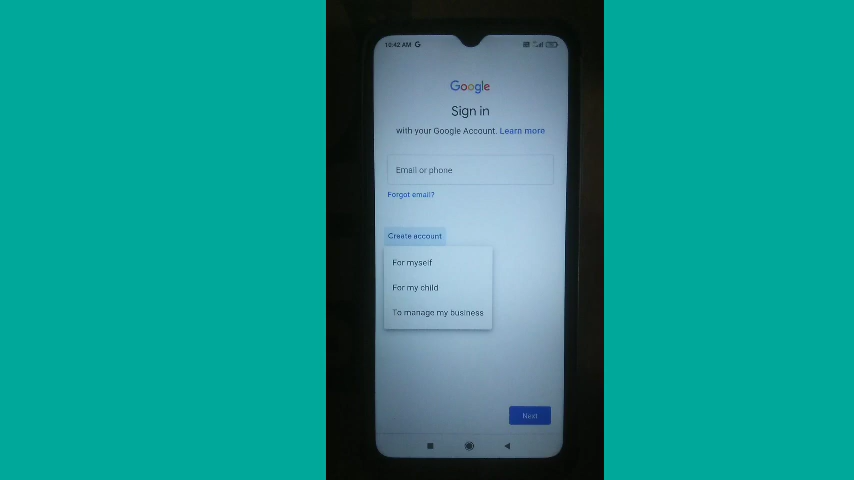 10:42 AM G
Google
Sign in
with your Google Account. Learn more
Email or phone
Forgot email?
Create account
For myself
For my child
To manage my business
Next